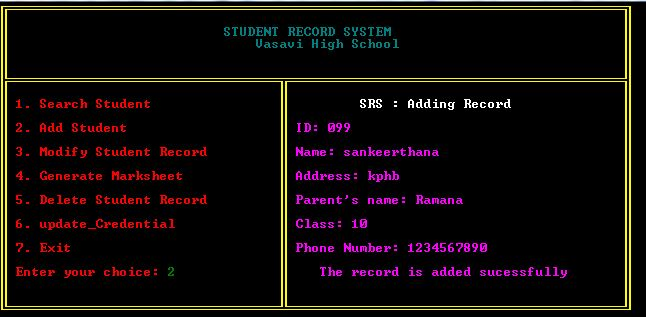 STUDENT RECORD SYSTEM
Vasavi High School
1. Search Student
2. Add Student
3. Modify Student Record
4. Generate Marksheet
5. Delete Student Record
6. update_Credential
7. Exit
Enter your choice: 2
SRS : Adding Record
ID: 099
Name: sankeerthana
Address: kphb
Parent's name: Ramana
Class: 10
Phone Number: 1234567890
The record is added sucessfully